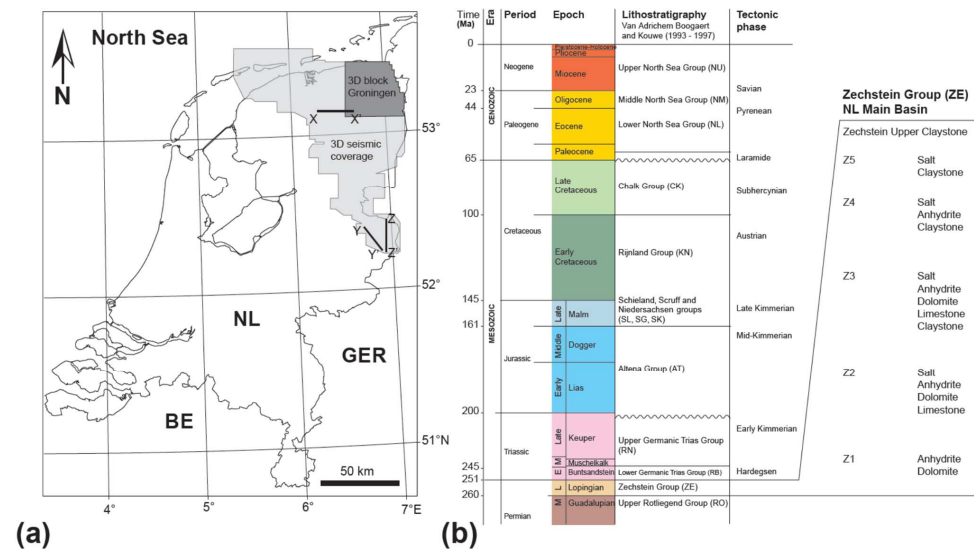 North Sea
N
3D block
Groningen
X
X'
3D seismic
coverage
Y
Y'
Z
Z'
53°
52°
51°N
NL
GER
BE
50 km
4°
5°
6°
7°E
(a)
Time
(Ma)
Era
Period
Epoch
Lithostratigraphy
Van Adrichem Boogaert
and Kouwe (1993 - 1997)
Tectonic
phase
0
Pliocene
Neogene
Miocene
Upper North Sea Group (NU)
23
Savian
Oligocene
Middle North Sea Group (NM)
44
Pyrenean
CENOZOIC
Paleogene
Eocene
Lower North Sea Group (NL)
Paleocene
65
Laramide
Late
Cretaceous
Chalk Group (CK)
Subhercynian
100
Cretaceous
Austrian
Early
Cretaceous
Rijnland Group (KN)
145
Late
Malm
Schieland, Scruff and
Niedersachsen groups
(SL, SG, SK)
Late Kimmerian
161
MESOZOIC
Mid-Kimmerian
Middle
Dogger
Jurassic
Altena Group (AT)
Early
Lias
200
Early Kimmerian
Late
Keuper
Triassic
Upper Germanic Trias Group
(RN)
M
Muschelkalk
245
E
Buntsandstein
Lower Germanic Trias Group (RB)
Hardegsen
251
L
Lopingian
Zechstein Group (ZE)
260
M
Guadalupian
Upper Rotliegend Group (RO)
Permian
Zechstein Group (ZE)
NL Main Basin
Zechstein Upper Claystone
Z5
Salt
Claystone
Z4
Salt
Anhydrite
Claystone
Z3
Salt
Anhydrite
Dolomite
Limestone
Claystone
Z2
Salt
Anhydrite
Dolomite
Limestone
Z1
Anhydrite
Dolomite
(b)